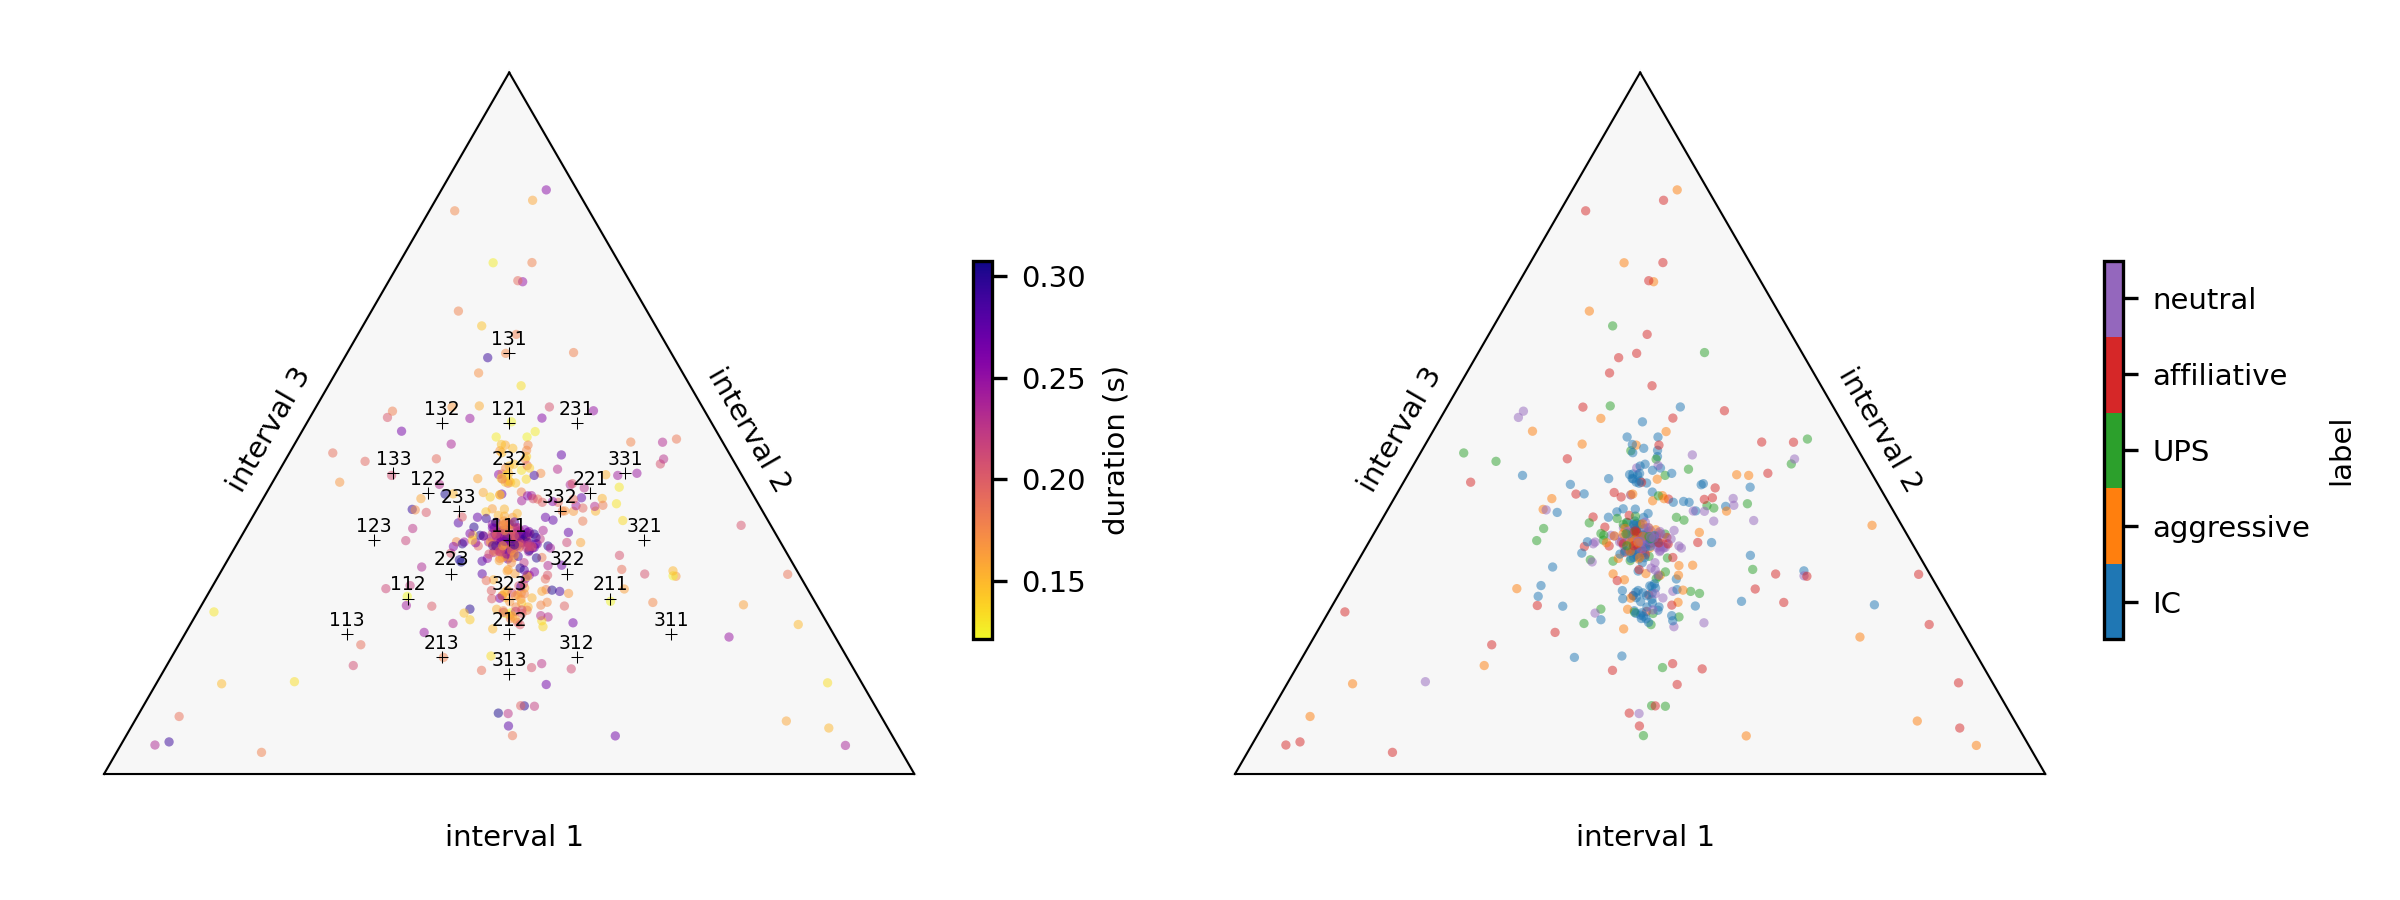 131
132 121 231
133 232 331
122 221
233 332
123 111 321
223 322
112 323 211
113 212 311
213 312
313
interval 3
interval 2
interval 1
0.30
0.25
0.20
0.15
duration (s)
interval 3
interval 2
interval 1
neutral
affiliative
UPS
aggressive
IC
label